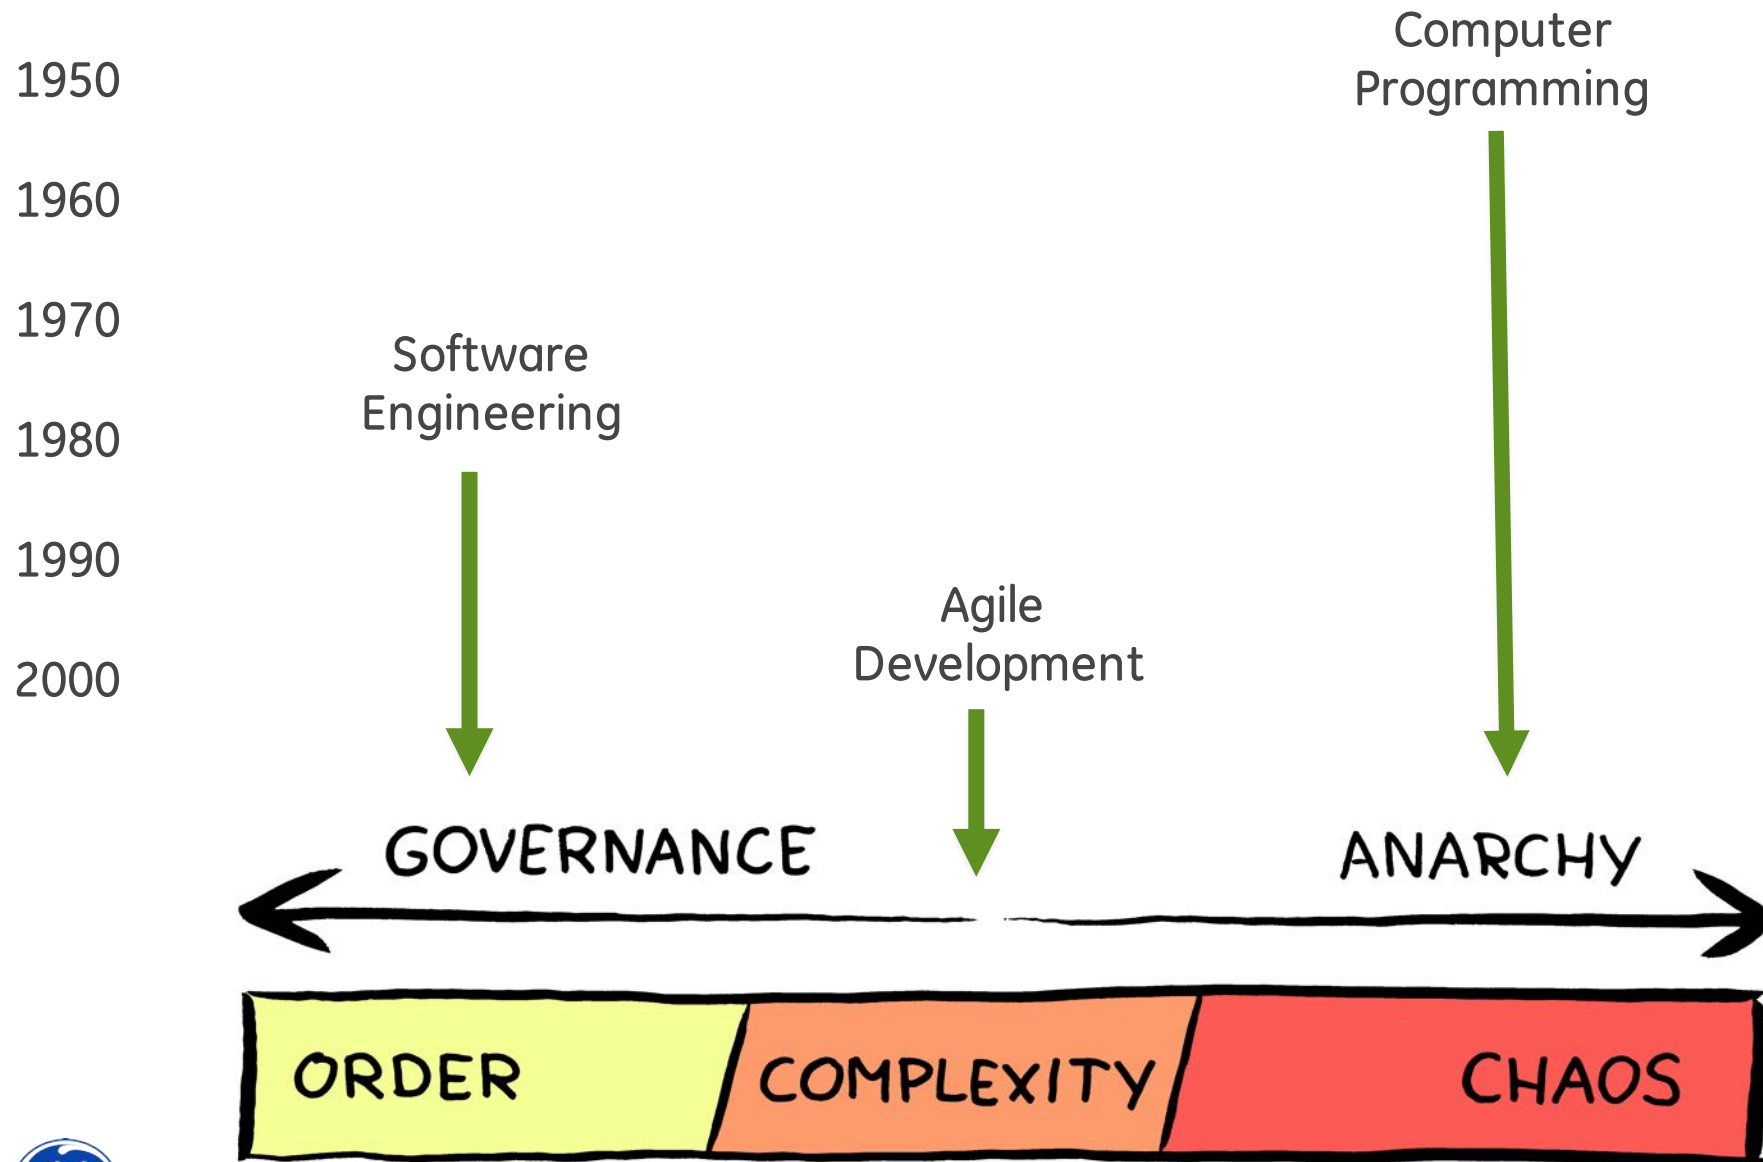 Computer
Programming
1950
1960
1970
Software
Engineering
1980
1990
Agile
Development
2000
GOVERNANCE
ANARCHY
ORDER
COMPLEXITY
CHAOS